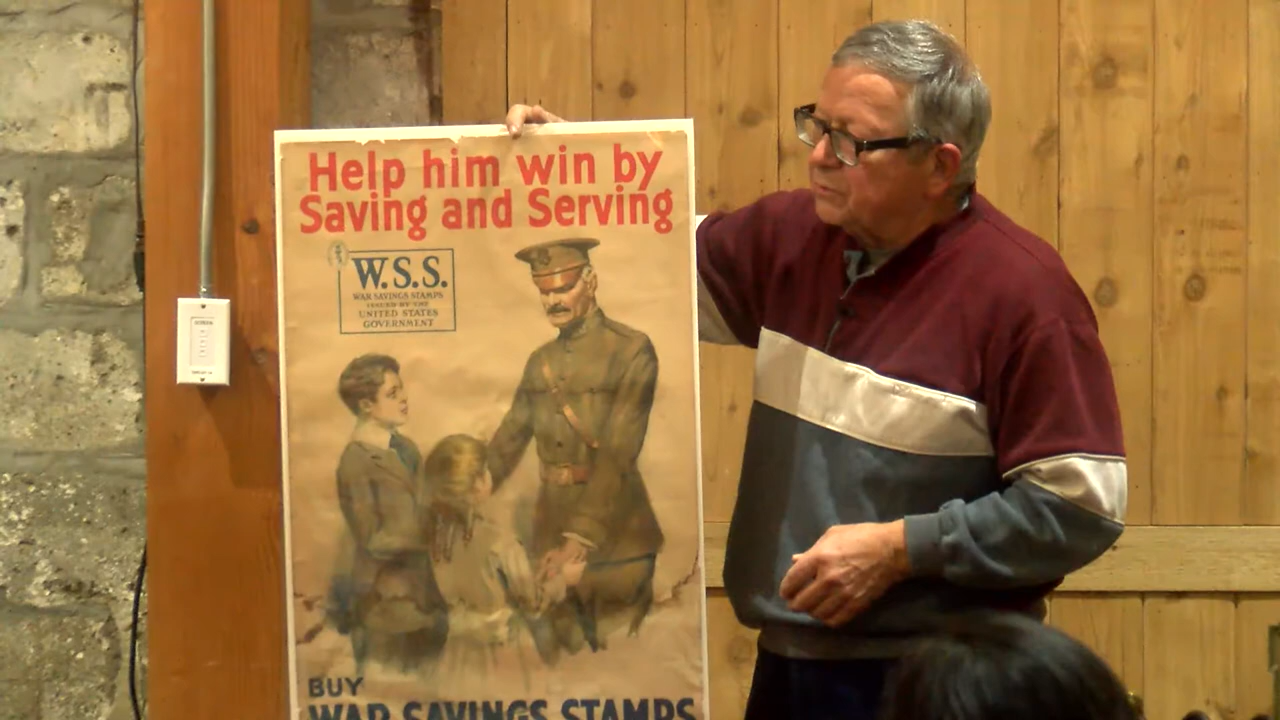 Help him win by
Saving and Serving
W.S.S.
WAR SAVINGS STAMPS
ISSUED BY THE
UNITED STATES
GOVERNMENT
BUY
WAR SAVINGS STAMPS